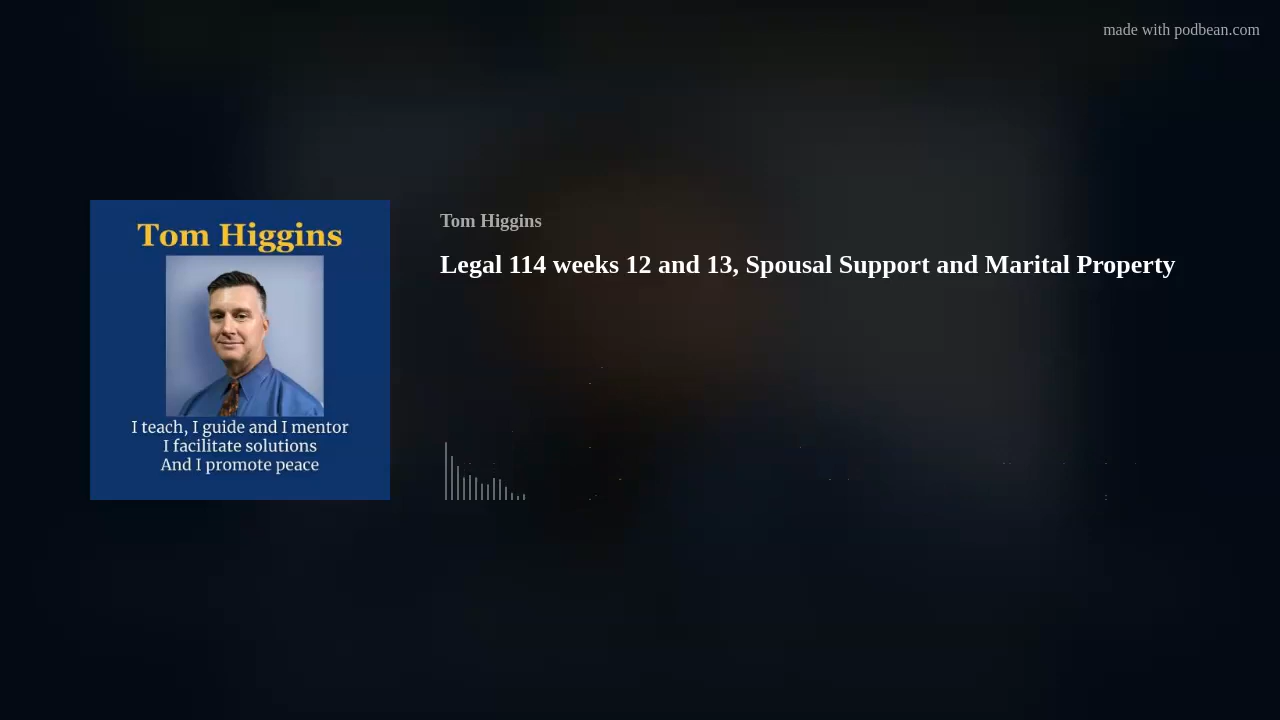 made with podbean.com
Tom Higgins
I teach, I guide and I mentor
I facilitate solutions
And I promote peace
Tom Higgins
Legal 114 weeks 12 and 13, Spousal Support and Marital Property